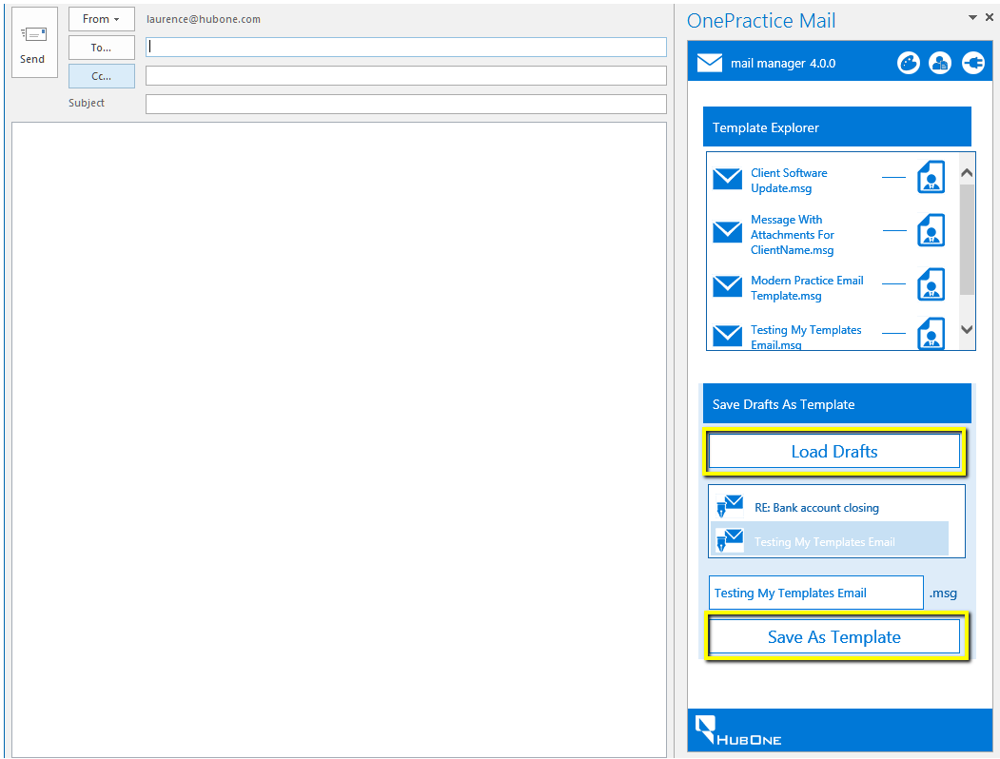 Send
From
laurence@hubone.com
To...
Cc...
Subject
OnePractice Mail
mail manager 4.0.0
Template Explorer
Client Software
Update.msg
Message With
Attachments For
ClientName.msg
Modern Practice Email
Template.msg
Testing My Templates
Email.msg
Save Drafts As Template
Load Drafts
RE: Bank account closing
Testing My Templates Email
Testing My Templates Email .msg
Save As Template
HUBONE